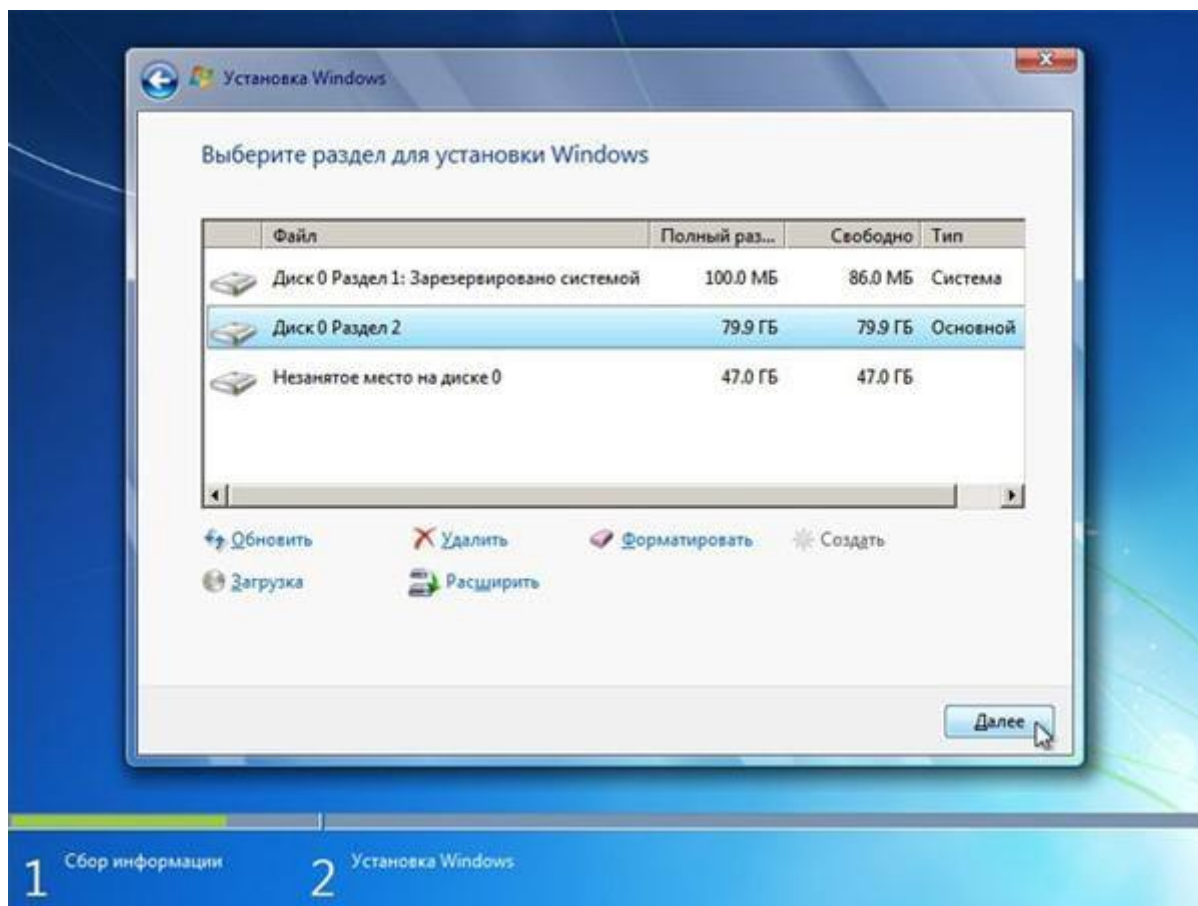 Установка Windows
Выберите раздел для установки Windows
Файл Полный раз... Свободно Тип
Диск 0 Раздел 1: Зарезервировано системой 100.0 МБ 86.0 МБ Система
Диск 0 Раздел 2 79.9 ГБ 79.9 ГБ Основной
Незанятое место на диске 0 47.0 ГБ 47.0 ГБ
Обновить Удалить Форматировать Создать
Загрузка Расширить
Далее
1 Сбор информации 2 Установка Windows